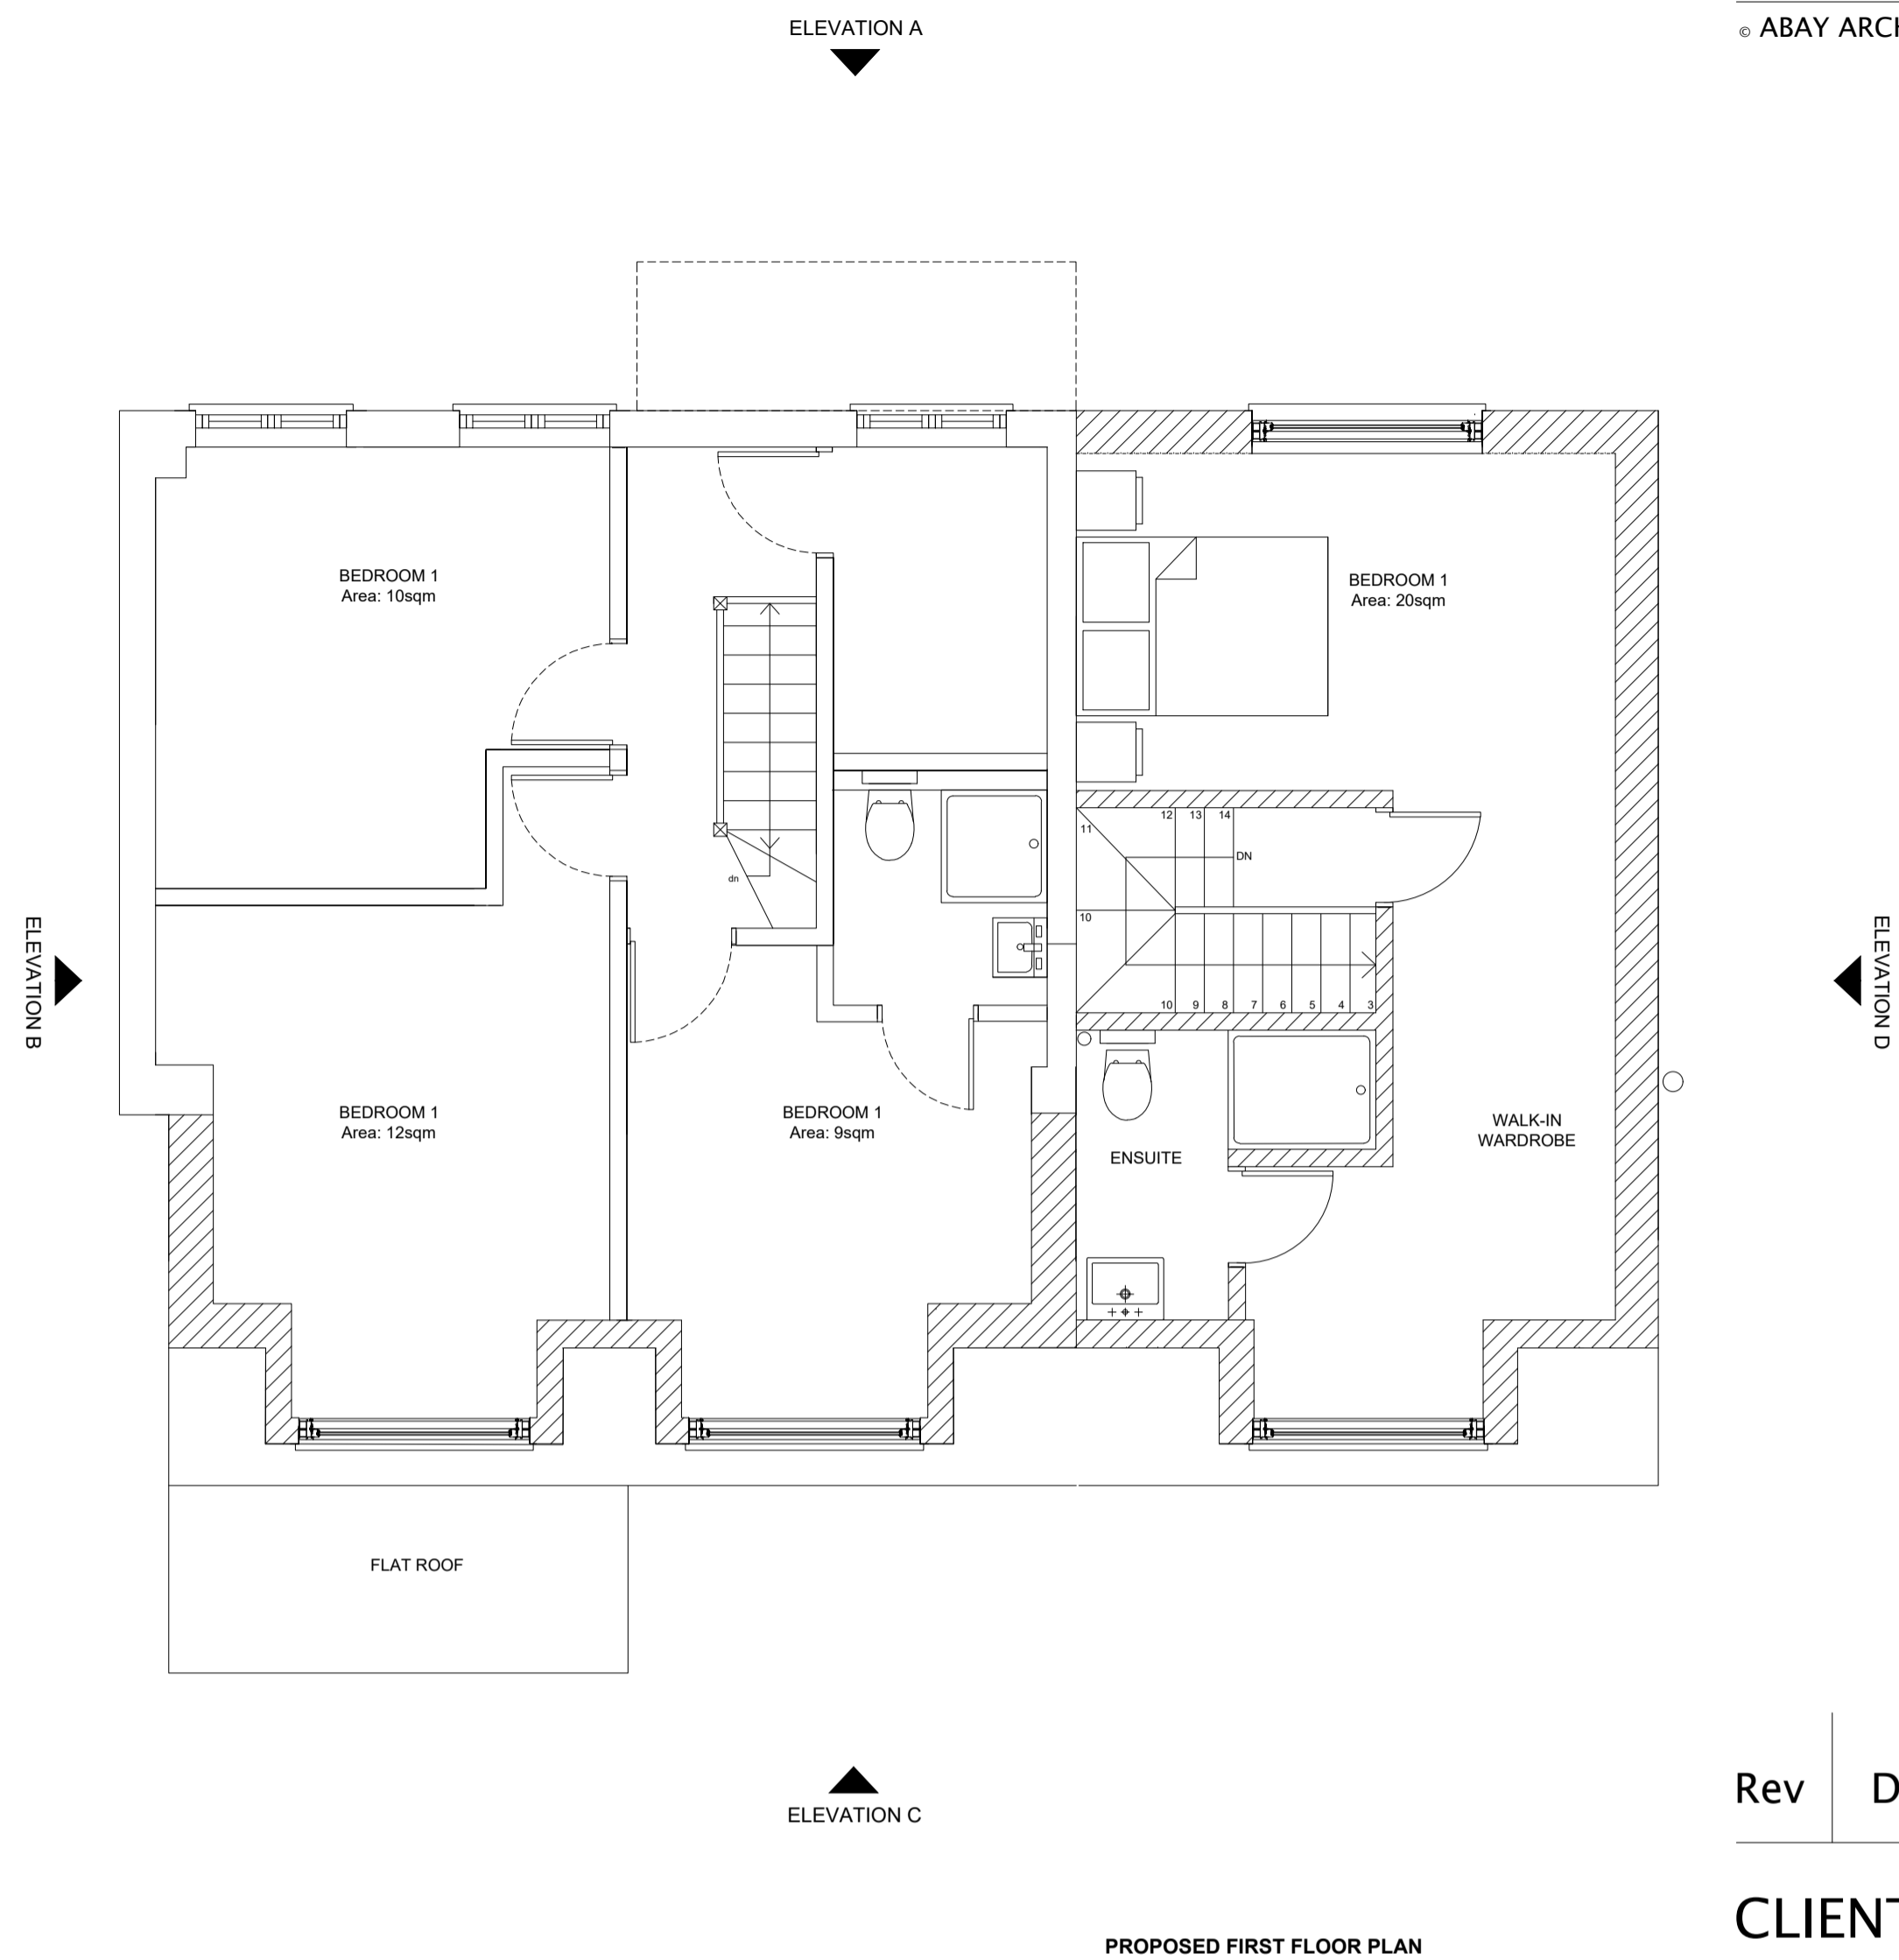 ELEVATION A
© ABAY ARCH
BEDROOM 1
Area: 10sqm
BEDROOM 1
Area: 20sqm
11
12
13
14
DN
dn
10
10
9
8
7
6
5
4
3
ELEVATION B
ELEVATION D
BEDROOM 1
Area: 12sqm
BEDROOM 1
Area: 9sqm
ENSUITE
WALK-IN
WARDROBE
FLAT ROOF
ELEVATION C
Rev
D
CLIENT
PROPOSED FIRST FLOOR PLAN